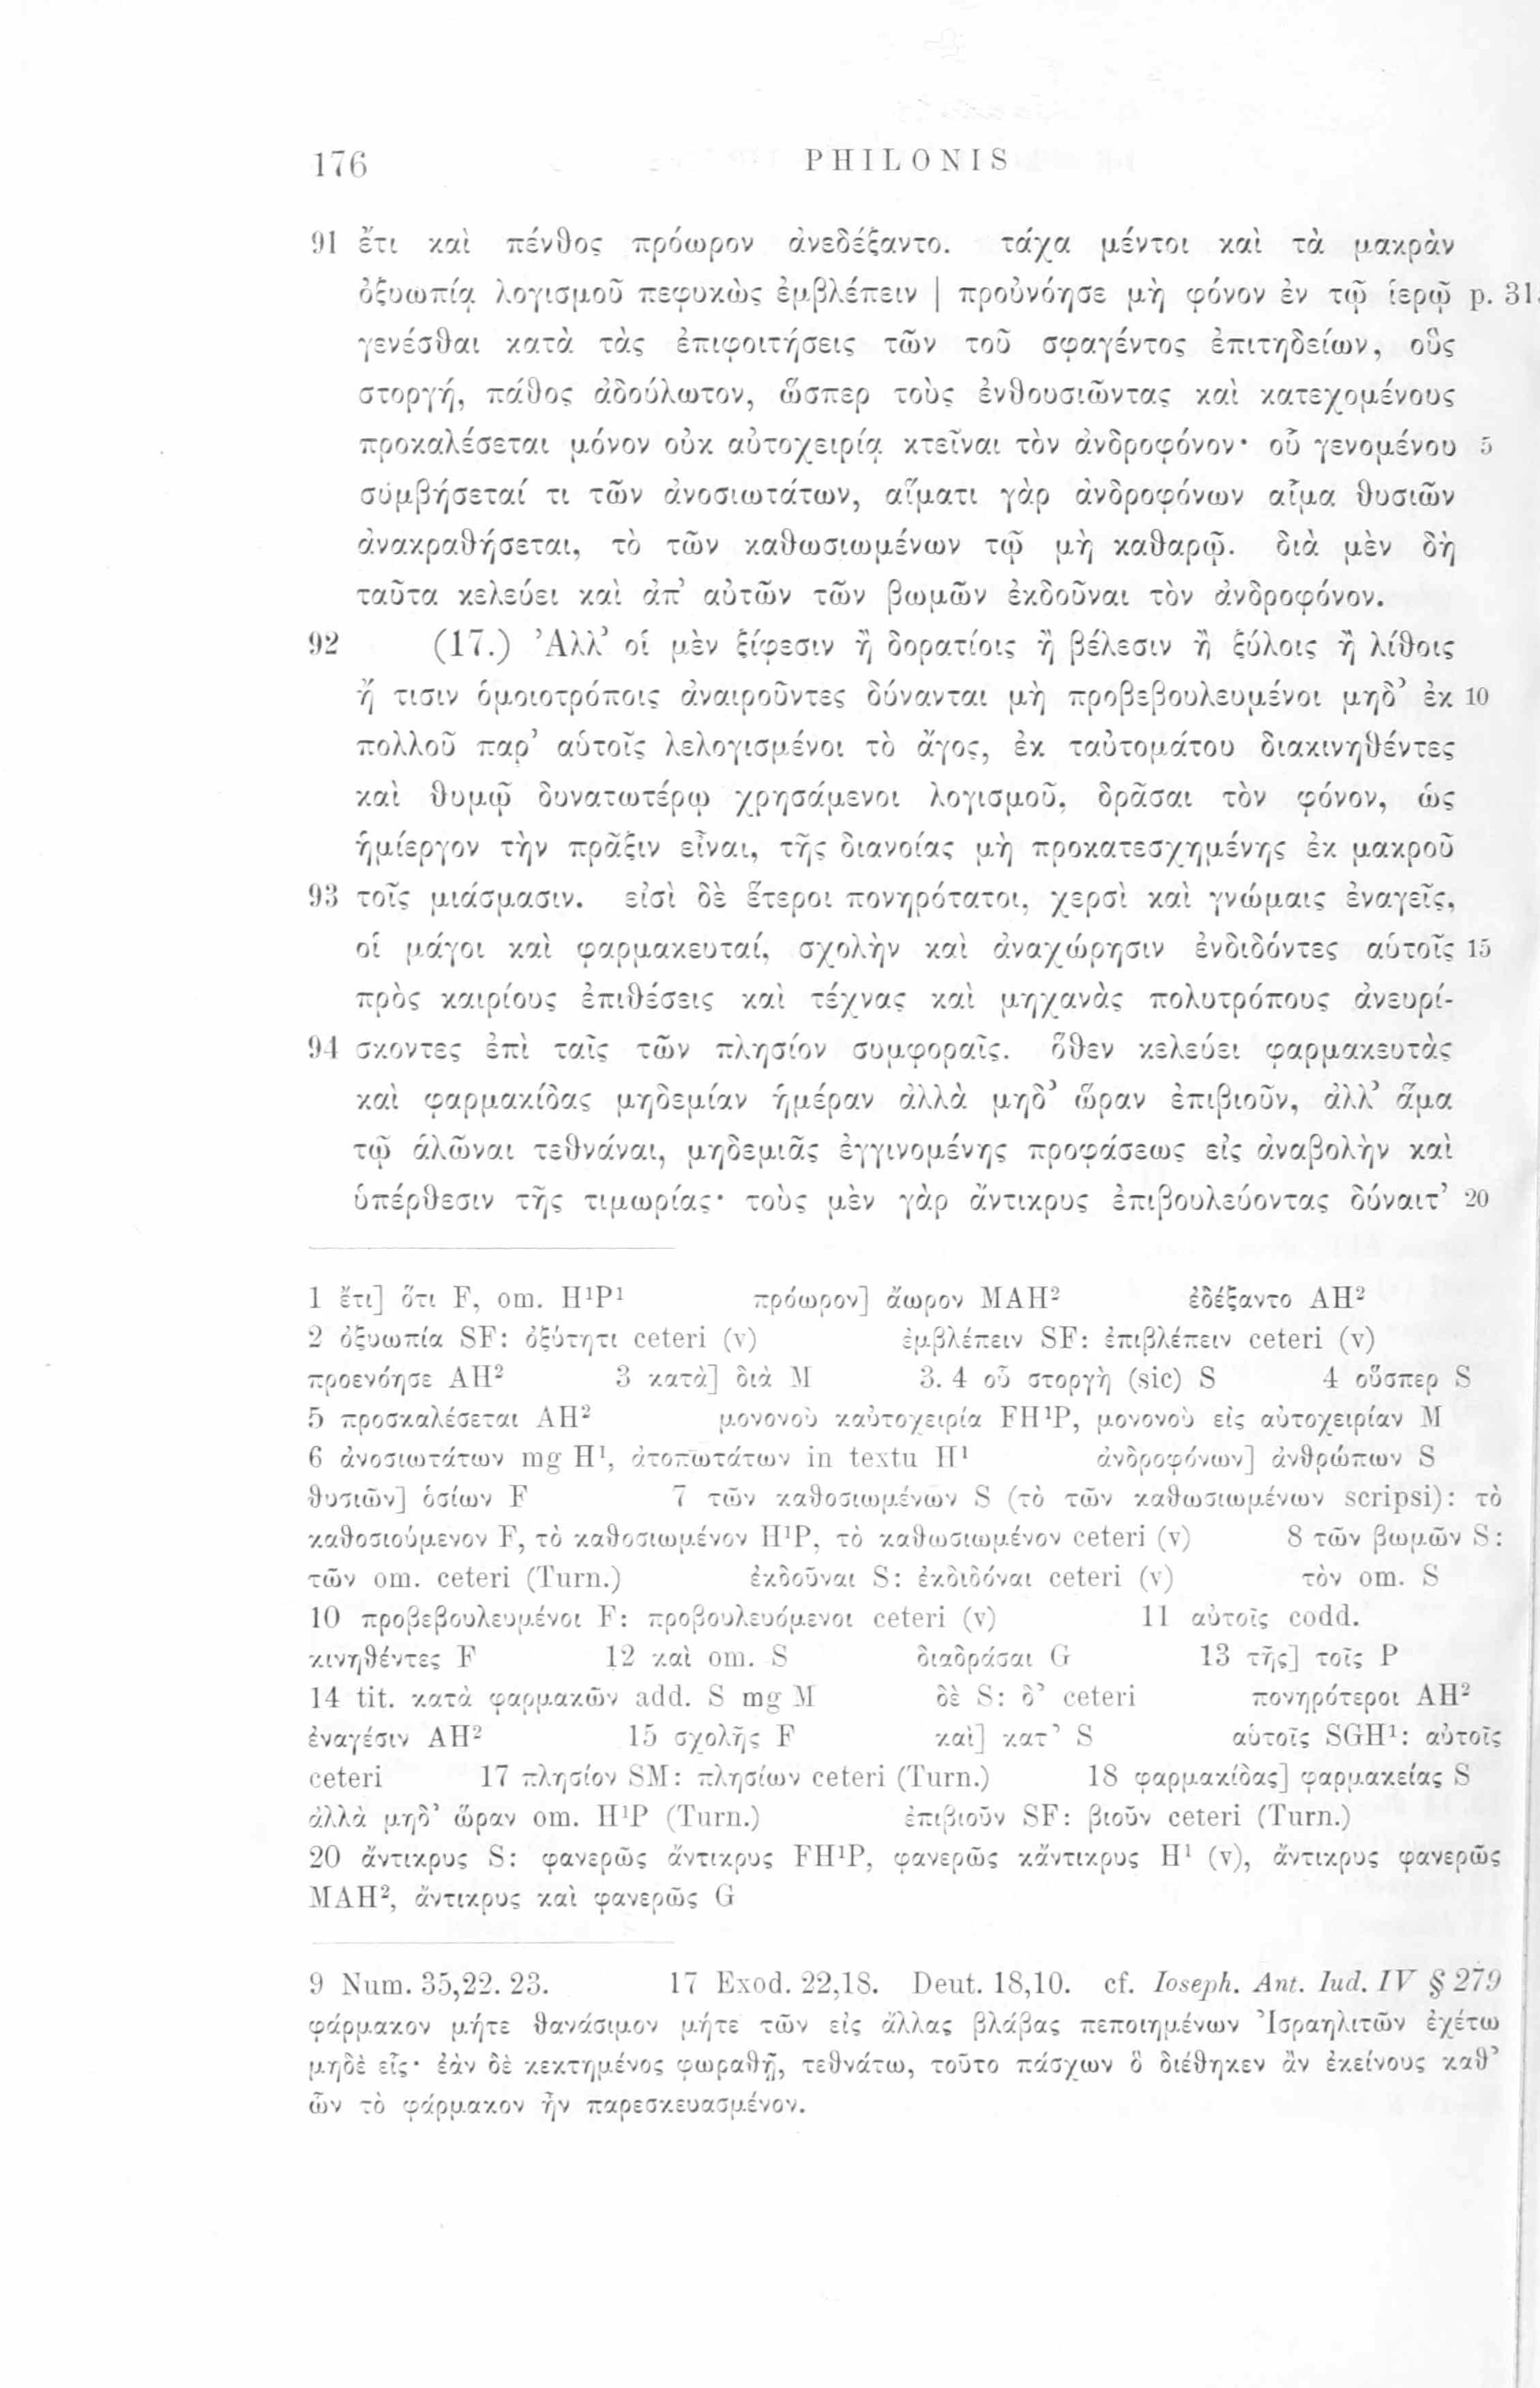 176 PHILONIS
91 ἔτι καὶ πένθος πρόωρον ἀνεδέξαντο. τάχα μέντοι καὶ τὰ μακρὰν
ὀξυωπίᾳ λογισμοῦ πεφυκὼς ἐμβλέπειν | προὐνόησε μὴ φόνον ἐν τῷ ἱερῷ p. 31
γενέσθαι κατὰ τὰς ἐπιφοιτήσεις τῶν τοῦ σφαγέντος ἐπιτηδείων, οὓς
στοργή, πάθος ἀδούλωτον, ὥσπερ τοὺς ἐνθουσιῶντας καὶ κατεχομένους
προκαλέσεται μόνον οὐκ αὐτοχειρίᾳ κτεῖναι τὸν ἀνδροφόνον· οὗ γενομένου 5
συμβήσεταί τι τῶν ἀνοσιωτάτων, αἵματι γὰρ ἀνδροφόνων αἷμα θυσιῶν
ἀνακραθήσεται, τὸ τῶν καθωσιωμένων τῷ μὴ καθαρῷ. διὰ μὲν δὴ
ταῦτα κελεύει καὶ ἀπ’ αὐτῶν τῶν βωμῶν ἐκδοῦναι τὸν ἀνδροφόνον.
92 (17.) Ἀλλ’ οἱ μὲν ξίφεσιν ἢ δορατίοις ἢ βέλεσιν ἢ ξύλοις ἢ λίθοις
ἤ τισιν ὁμοιοτρόποις ἀναιροῦντες δύνανται μὴ προβεβουλευμένοι μηδ’ ἐκ 10
πολλοῦ παρ’ αὑτοῖς λελογισμένοι τὸ ἄγος, ἐκ ταὐτομάτου διακινηθέντες
καὶ θυμῷ δυνατωτέρῳ χρησάμενοι λογισμοῦ, δρᾶσαι τὸν φόνον, ὡς
ἡμίεργον τὴν πρᾶξιν εἶναι, τῆς διανοίας μὴ προκατεσχημένης ἐκ μακροῦ
93 τοῖς μιάσμασιν. εἰσὶ δὲ ἕτεροι πονηρότατοι, χερσὶ καὶ γνώμαις ἐναγεῖς,
οἱ μάγοι καὶ φαρμακευταί, σχολὴν καὶ ἀναχώρησιν ἐνδιδόντες αὑτοῖς 15
πρὸς καιρίους ἐπιθέσεις καὶ τέχνας καὶ μηχανὰς πολυτρόπους ἀνευρί-
94 σκοντες ἐπὶ ταῖς τῶν πλησίον συμφοραῖς. ὅθεν κελεύει φαρμακευτὰς
καὶ φαρμακίδας μηδεμίαν ἡμέραν ἀλλὰ μηδ’ ὥραν ἐπιβιοῦν, ἀλλ’ ἅμα
τῷ ἁλῶναι τεθνάναι, μηδεμιᾶς ἐγγινομένης προφάσεως εἰς ἀναβολὴν καὶ
ὑπέρθεσιν τῆς τιμωρίας· τοὺς μὲν γὰρ ἄντικρυς ἐπιβουλεύοντας δύναιτ’ 20
1 ἔτι] ὅτι F, om. H¹P¹ πρόωρον] ἄωρον MAH² ἐδέξαντο AH²
2 ὀξυωπία SF: ὀξύτητι ceteri (v) ἐμβλέπειν SF: ἐπιβλέπειν ceteri (v)
προενόησε AH² 3 κατὰ] διὰ M 3. 4 οὗ στοργὴ (sic) S 4 οὕσπερ S
5 προσκαλέσεται AH² μονονοὺ καὐτοχειρία FH¹P, μονονοὺ εἰς αὐτοχειρίαν M
6 ἀνοσιωτάτων mg H¹, ἀτοπωτάτων in textu H¹ ἀνδροφόνων] ἀνθρώπων S
θυσιῶν] ὁσίων F 7 τῶν καθοσιωμένων S (τὸ τῶν καθωσιωμένων scripsi): τὸ
καθοσιούμενον F, τὸ καθοσιωμένον H¹P, τὸ καθωσιωμένον ceteri (v) 8 τῶν βωμῶν S:
τῶν om. ceteri (Turn.) ἐκδοῦναι S: ἐκδιδόναι ceteri (v) τὸν om. S
10 προβεβουλευμένοι F: προβουλευόμενοι ceteri (v) 11 αὐτοῖς codd.
κινηθέντες F 12 καὶ om. S διαδράσαι G 13 τῆς] τοῖς P
14 tit. κατὰ φαρμακῶν add. S mg M δὲ S: δ’ ceteri πονηρότεροι AH²
ἐναγέσιν AH² 15 σχολῆς F καὶ] κατ’ S αὑτοῖς SGH¹: αὐτοῖς
ceteri 17 πλησίον SM: πλησίων ceteri (Turn.) 18 φαρμακίδας] φαρμακείας S
ἀλλὰ μηδ’ ὥραν om. H¹P (Turn.) ἐπιβιοῦν SF: βιοῦν ceteri (Turn.)
20 ἄντικρυς S: φανερῶς ἄντικρυς FH¹P, φανερῶς κἄντικρυς H¹ (v), ἄντικρυς φανερῶς
MAH², ἄντικρυς καὶ φανερῶς G
9 Num. 35,22. 23. 17 Exod. 22,18. Deut. 18,10. cf. Ioseph. Ant. Iud. IV § 279
φάρμακον μήτε θανάσιμον μήτε τῶν εἰς ἄλλας βλάβας πεποιημένων Ἰσραηλιτῶν ἐχέτω
μηδὲ εἷς· ἐὰν δὲ κεκτημένος φωραθῇ, τεθνάτω, τοῦτο πάσχων ὃ διέθηκεν ἂν ἐκείνους καθ’
ὧν τὸ φάρμακον ἦν παρεσκευασμένον.